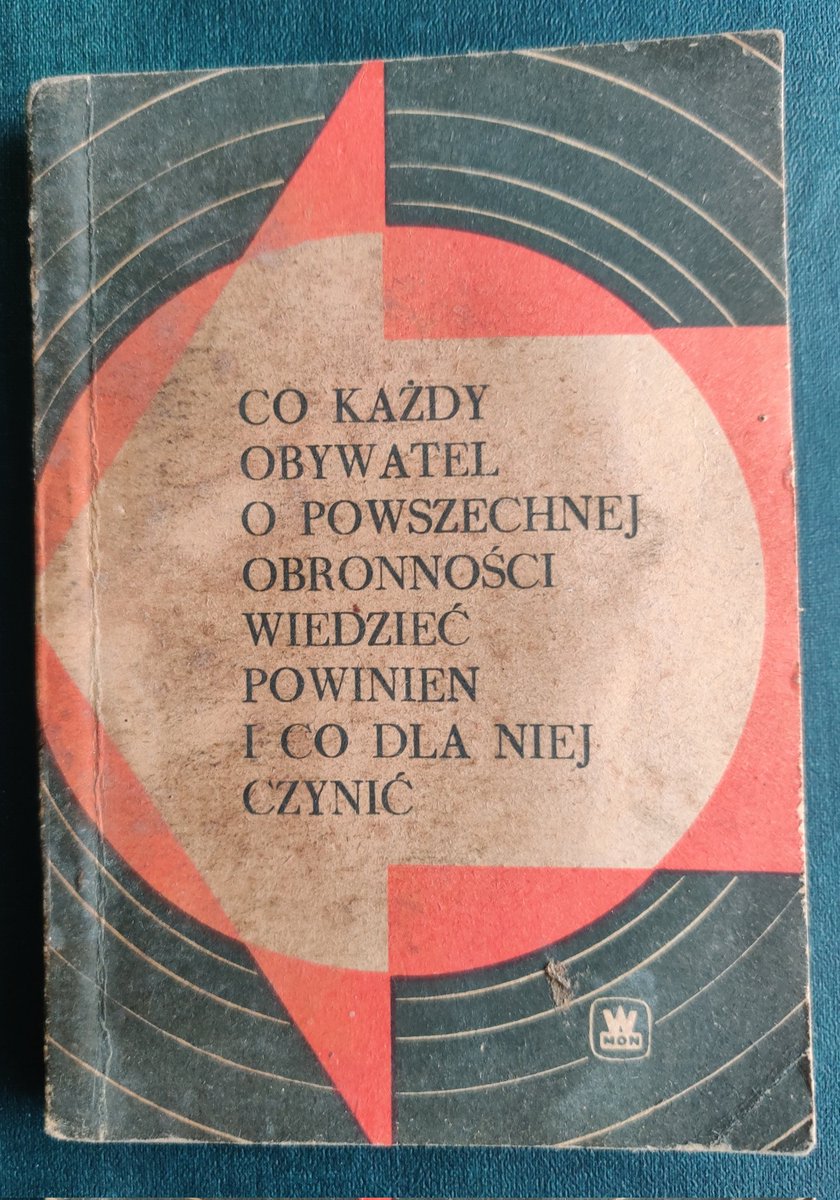 CO KAŻDY
OBYWATEL
O POWSZECHNEJ
OBRONNOŚCI
WIEDZIEĆ
POWINIEN
I CO DLA NIEJ
CZYNIĆ
W
MON